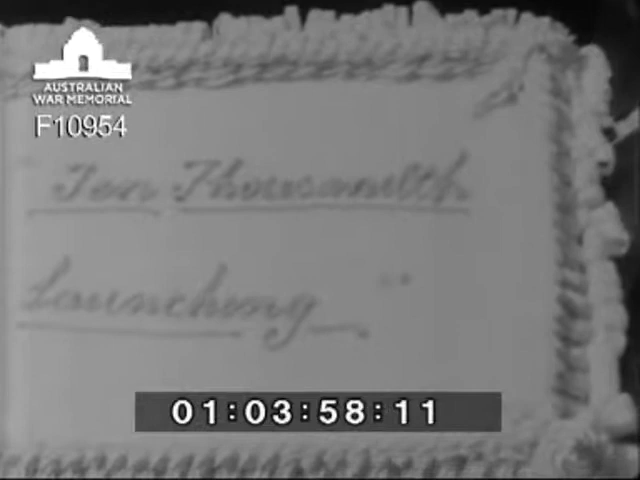 AUSTRALIAN
WAR MEMORIAL
F10954
"Ten Thousandth
Launching"
01:03:58:11